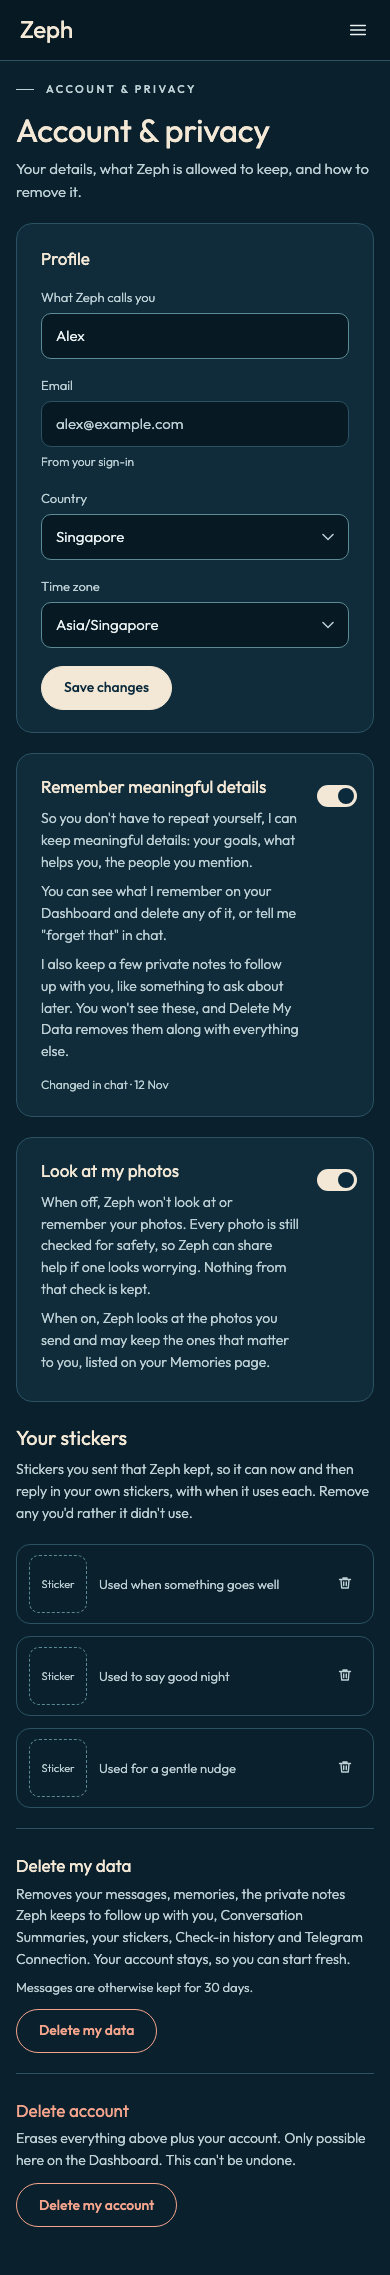 Zeph
ACCOUNT & PRIVACY
Account & privacy
Your details, what Zeph is allowed to keep, and how to
remove it.
Profile
What Zeph calls you
Alex
Email
alex@example.com
From your sign-in
Country
Singapore
Time zone
Asia/Singapore
Save changes
Remember meaningful details
So you don't have to repeat yourself, I can
keep meaningful details: your goals, what
helps you, the people you mention.
You can see what I remember on your
Dashboard and delete any of it, or tell me
"forget that" in chat.
I also keep a few private notes to follow
up with you, like something to ask about
later. You won't see these, and Delete My
Data removes them along with everything
else.
Changed in chat · 12 Nov
Look at my photos
When off, Zeph won't look at or
remember your photos. Every photo is still
checked for safety, so Zeph can share
help if one looks worrying. Nothing from
that check is kept.
When on, Zeph looks at the photos you
send and may keep the ones that matter
to you, listed on your Memories page.
Your stickers
Stickers you sent that Zeph kept, so it can now and then
reply in your own stickers, with when it uses each. Remove
any you'd rather it didn't use.
Sticker
Used when something goes well
Sticker
Used to say good night
Sticker
Used for a gentle nudge
Delete my data
Removes your messages, memories, the private notes
Zeph keeps to follow up with you, Conversation
Summaries, your stickers, Check-in history and Telegram
Connection. Your account stays, so you can start fresh.
Messages are otherwise kept for 30 days.
Delete my data
Delete account
Erases everything above plus your account. Only possible
here on the Dashboard. This can't be undone.
Delete my account